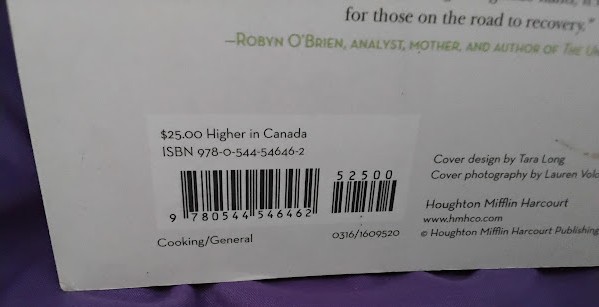 for those on the road to recovery."
—ROBYN O'BRIEN, ANALYST, MOTHER, AND AUTHOR OF THE
$25.00 Higher in Canada
ISBN 978-0-544-54646-2
52500
9 780544 546462
Cooking/General
0316/1609520
Cover design by Tara Long
Cover photography by Lauren
Houghton Mifflin Harcourt
www.hmhco.com
© Houghton Mifflin Harcourt Publishing